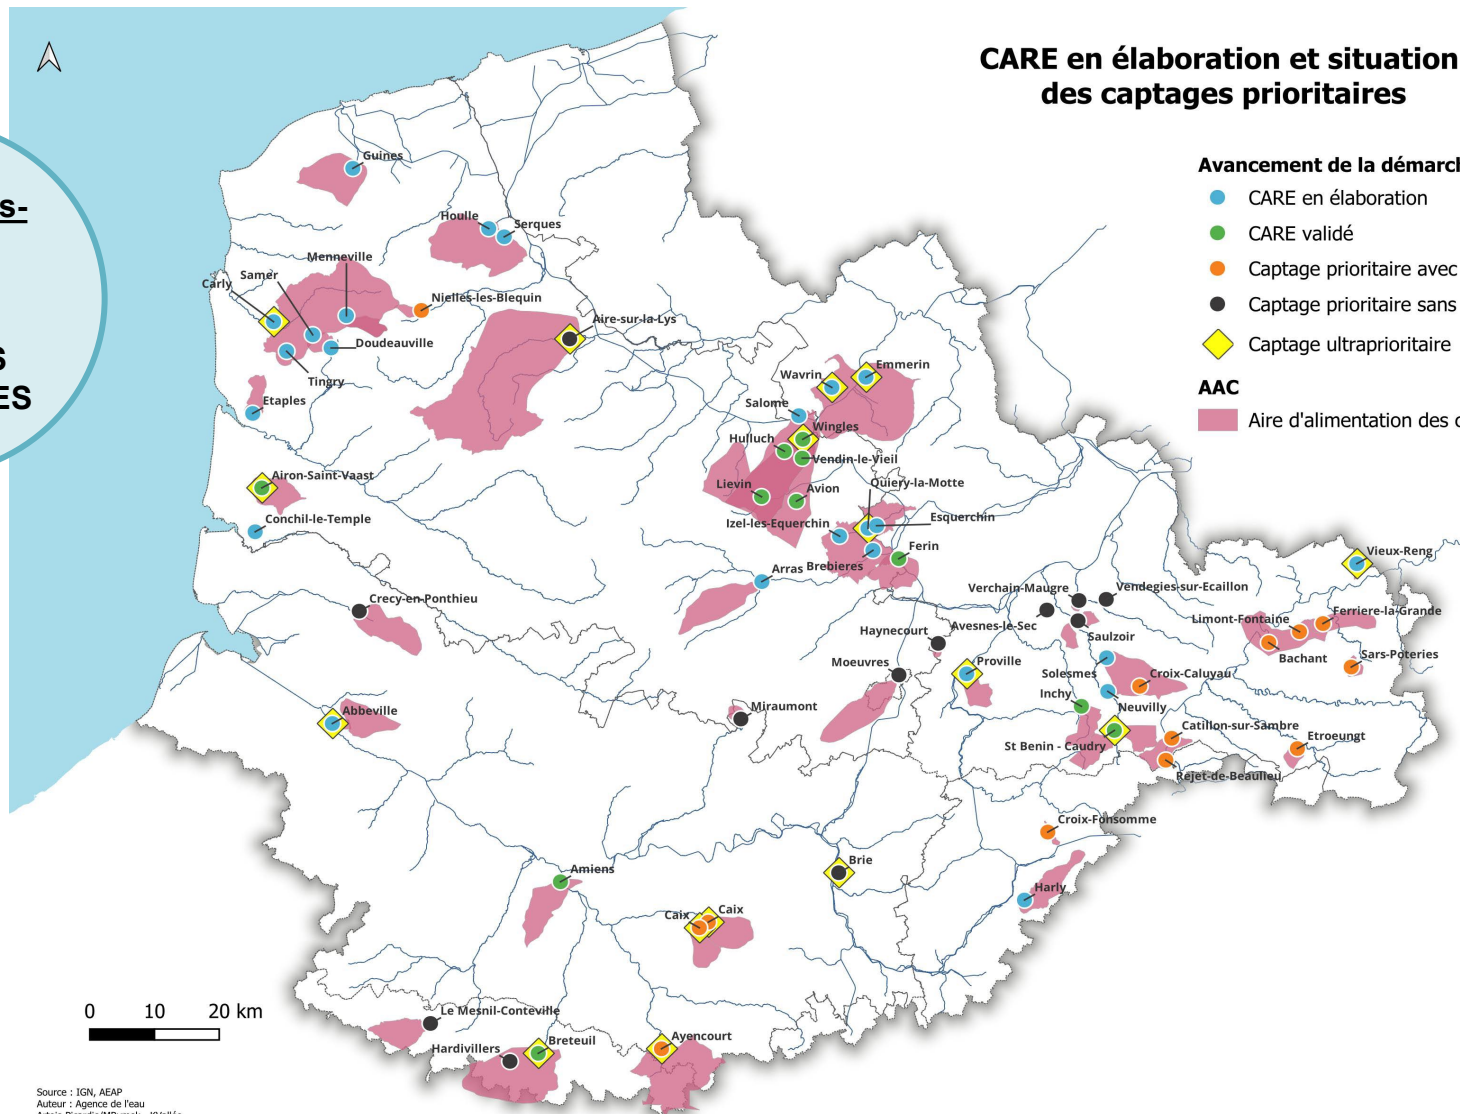 CARE en élaboration et situation
des captages prioritaires
s-
S
ES
Avancement de la démarch
CARE en élaboration
CARE validé
Captage prioritaire avec
Captage prioritaire sans
Captage ultraprioritaire
AAC
Aire d'alimentation des c
Guines
Houlle
Serques
Menneville
Samer
Carly
Nielles-les-Blequin
Aire-sur-la-Lys
Doudeauville
Tingry
Etaples
Wavrin
Emmerin
Salome
Wingles
Hulluch
Vendin-le-Vieil
Airon-Saint-Vaast
Lievin
Avion
Quiery-la-Motte
Conchil-le-Temple
Izel-les-Equerchin
Esquerchin
Ferin
Arras
Brebieres
Vieux-Reng
Crecy-en-Ponthieu
Verchain-Maugre
Vendegies-sur-Ecaillon
Avesnes-le-Sec
Limont-Fontaine
Ferriere-la-Grande
Haynecourt
Saulzoir
Bachant
Sars-Poteries
Moeuvres
Proville
Solesmes
Croix-Caluyau
Inchy
Neuvilly
Miraumont
Abbeville
Catillon-sur-Sambre
Etroeungt
St Benin - Caudry
Rejet-de-Beaulieu
Croix-Fonsomme
Brie
Amiens
Harly
Caix
Caix
Le Mesnil-Conteville
Hardivillers
Breteuil
Ayencourt
0 10 20 km
Source : IGN, AEAP
Auteur : Agence de l'eau